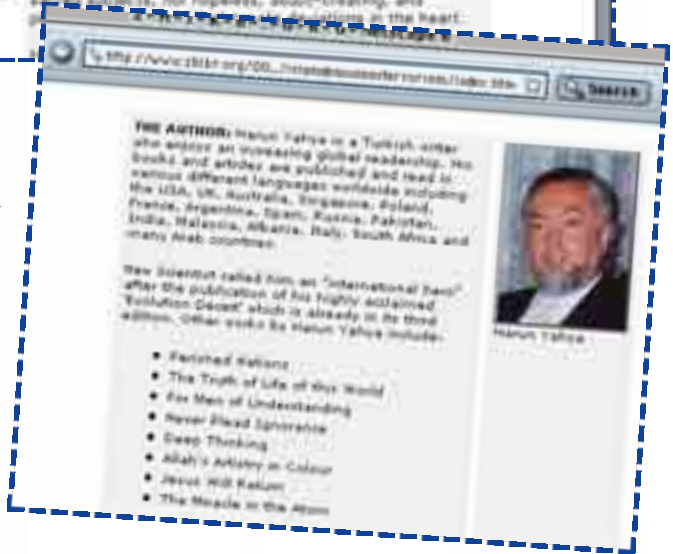 THE AUTHOR: Harun Yahya is a Turkish writer
who enjoys an increasing global readership. His
books and articles are published and read in
various different languages worldwide including
the USA, UK, Australia, Singapore, Poland,
France, Argentina, Spain, Russia, Pakistan,
India, Malaysia, Albania, Italy, South Africa and
many Arab countries.
New Scientist called him an "international hero"
after the publication of his highly acclaimed
'Evolution Deceit' which is already in its third
edition. Other works by Harun Yahya include:
• Perished Nations
• The Truth of Life of this World
• For Men of Understanding
• Never Plead Ignorance
• Deep Thinking
• Allah's Artistry in Colour
• Jesus Will Return
• The Miracle in the Atom
Harun Yahya
Search
in the heart.